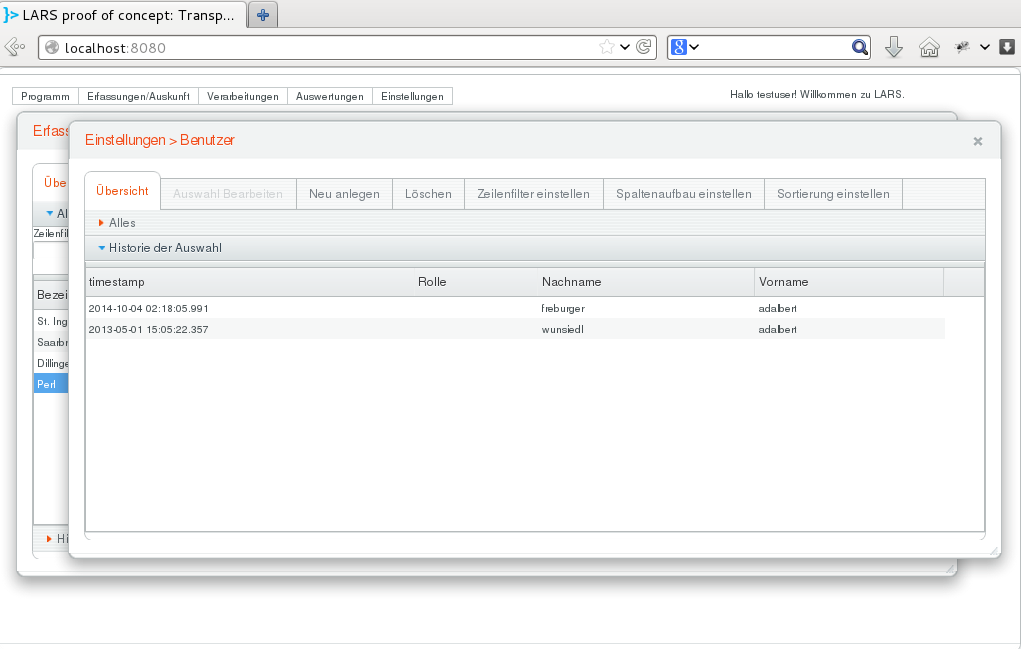 LARS proof of concept: Transp...
localhost:8080
8
Programm Erfassungen/Auskunft Verarbeitungen Auswertungen Einstellungen
Hallo testuser! Willkommen zu LARS.
Erfass
Einstellungen > Benutzer
Übe
Übersicht Auswahl Bearbeiten Neu anlegen Löschen Zeilenfilter einstellen Spaltenaufbau einstellen Sortierung einstellen
Al
Alles
Zeilenfil
Historie der Auswahl
timestamp Rolle Nachname Vorname
Bezei
2014-10-04 02:18:05.991 freburger adalbert
St. Ing
2013-05-01 15:05:22.357 wunsiedl adalbert
Saarbr
Dillinge
Perl
Hi